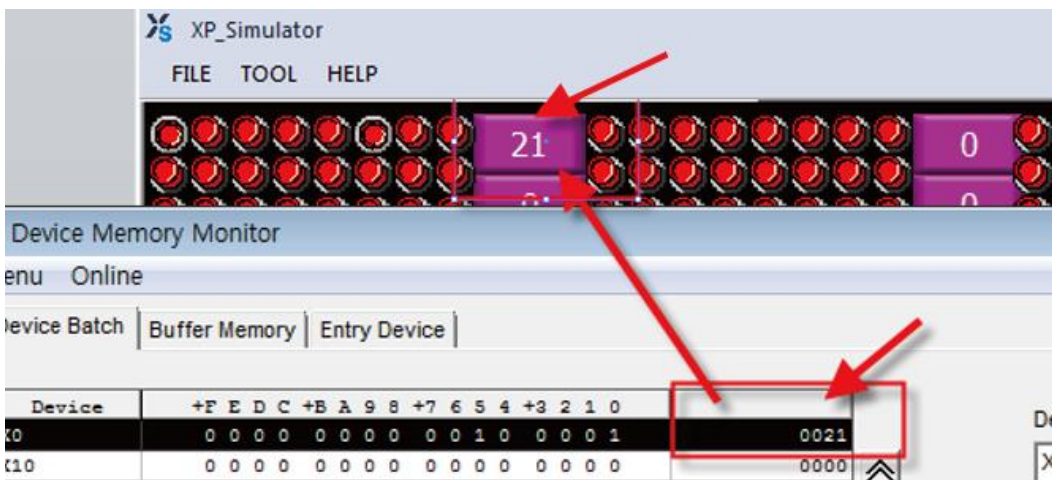 XP_Simulator
FILE TOOL HELP
21 0
0 0
Device Memory Monitor
enu Online
Device Batch Buffer Memory Entry Device
Device +F E D C +B A 9 8 +7 6 5 4 +3 2 1 0
X0 0 0 0 0 0 0 0 0 0 0 1 0 0 0 0 1 0021
X10 0 0 0 0 0 0 0 0 0 0 0 0 0 0 0 0 0000
De
X